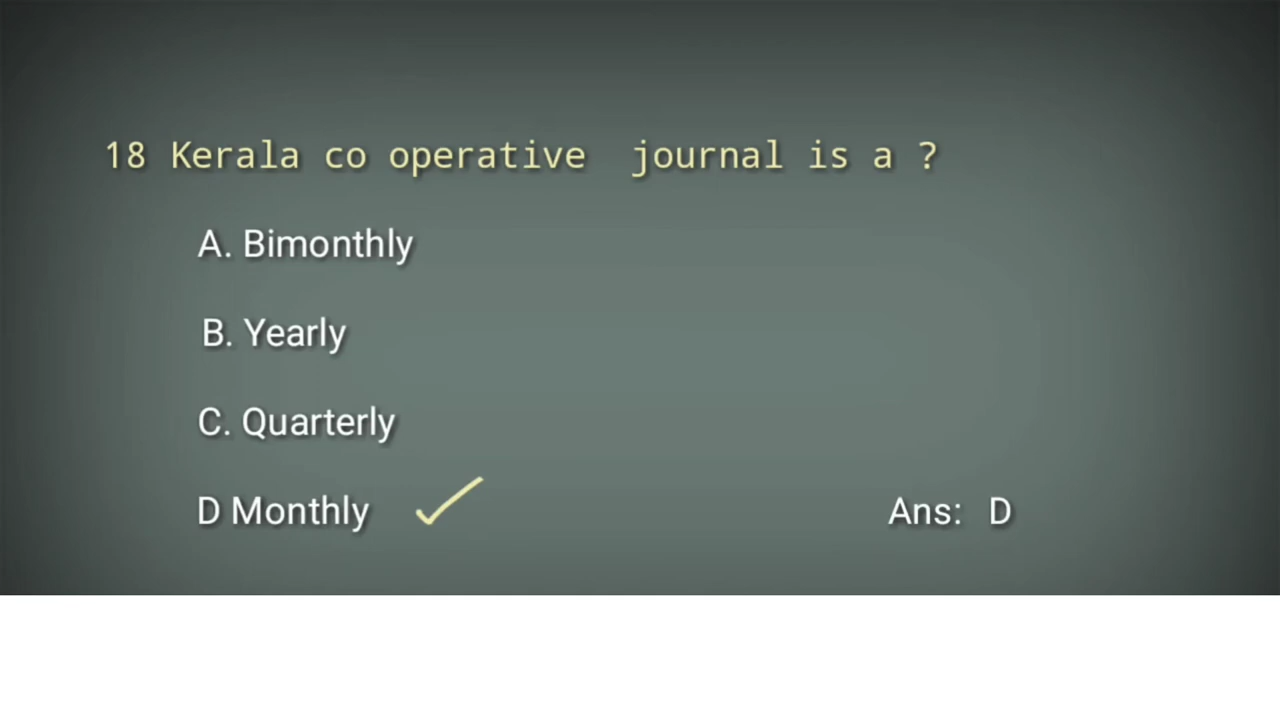 18 Kerala co operative journal is a ?
A. Bimonthly
B. Yearly
C. Quarterly
D Monthly
Ans: D